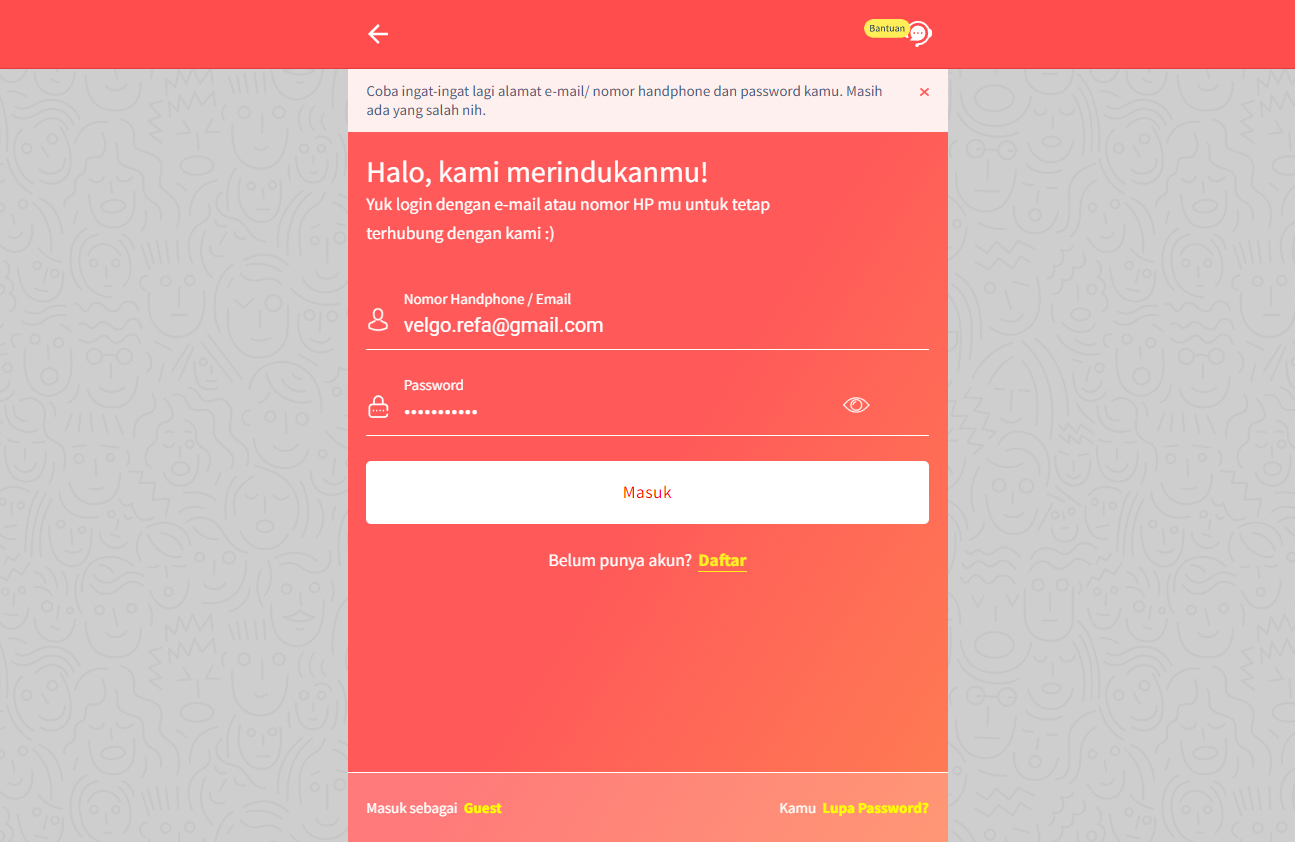 Bantuan
Coba ingat-ingat lagi alamat e-mail/ nomor handphone dan password kamu. Masih
ada yang salah nih.
Halo, kami merindukanmu!
Yuk login dengan e-mail atau nomor HP mu untuk tetap
terhubung dengan kami :)
Nomor Handphone / Email
velgo.refa@gmail.com
Password
•••••••••••
Masuk
Belum punya akun? Daftar
Masuk sebagai Guest
Kamu Lupa Password?